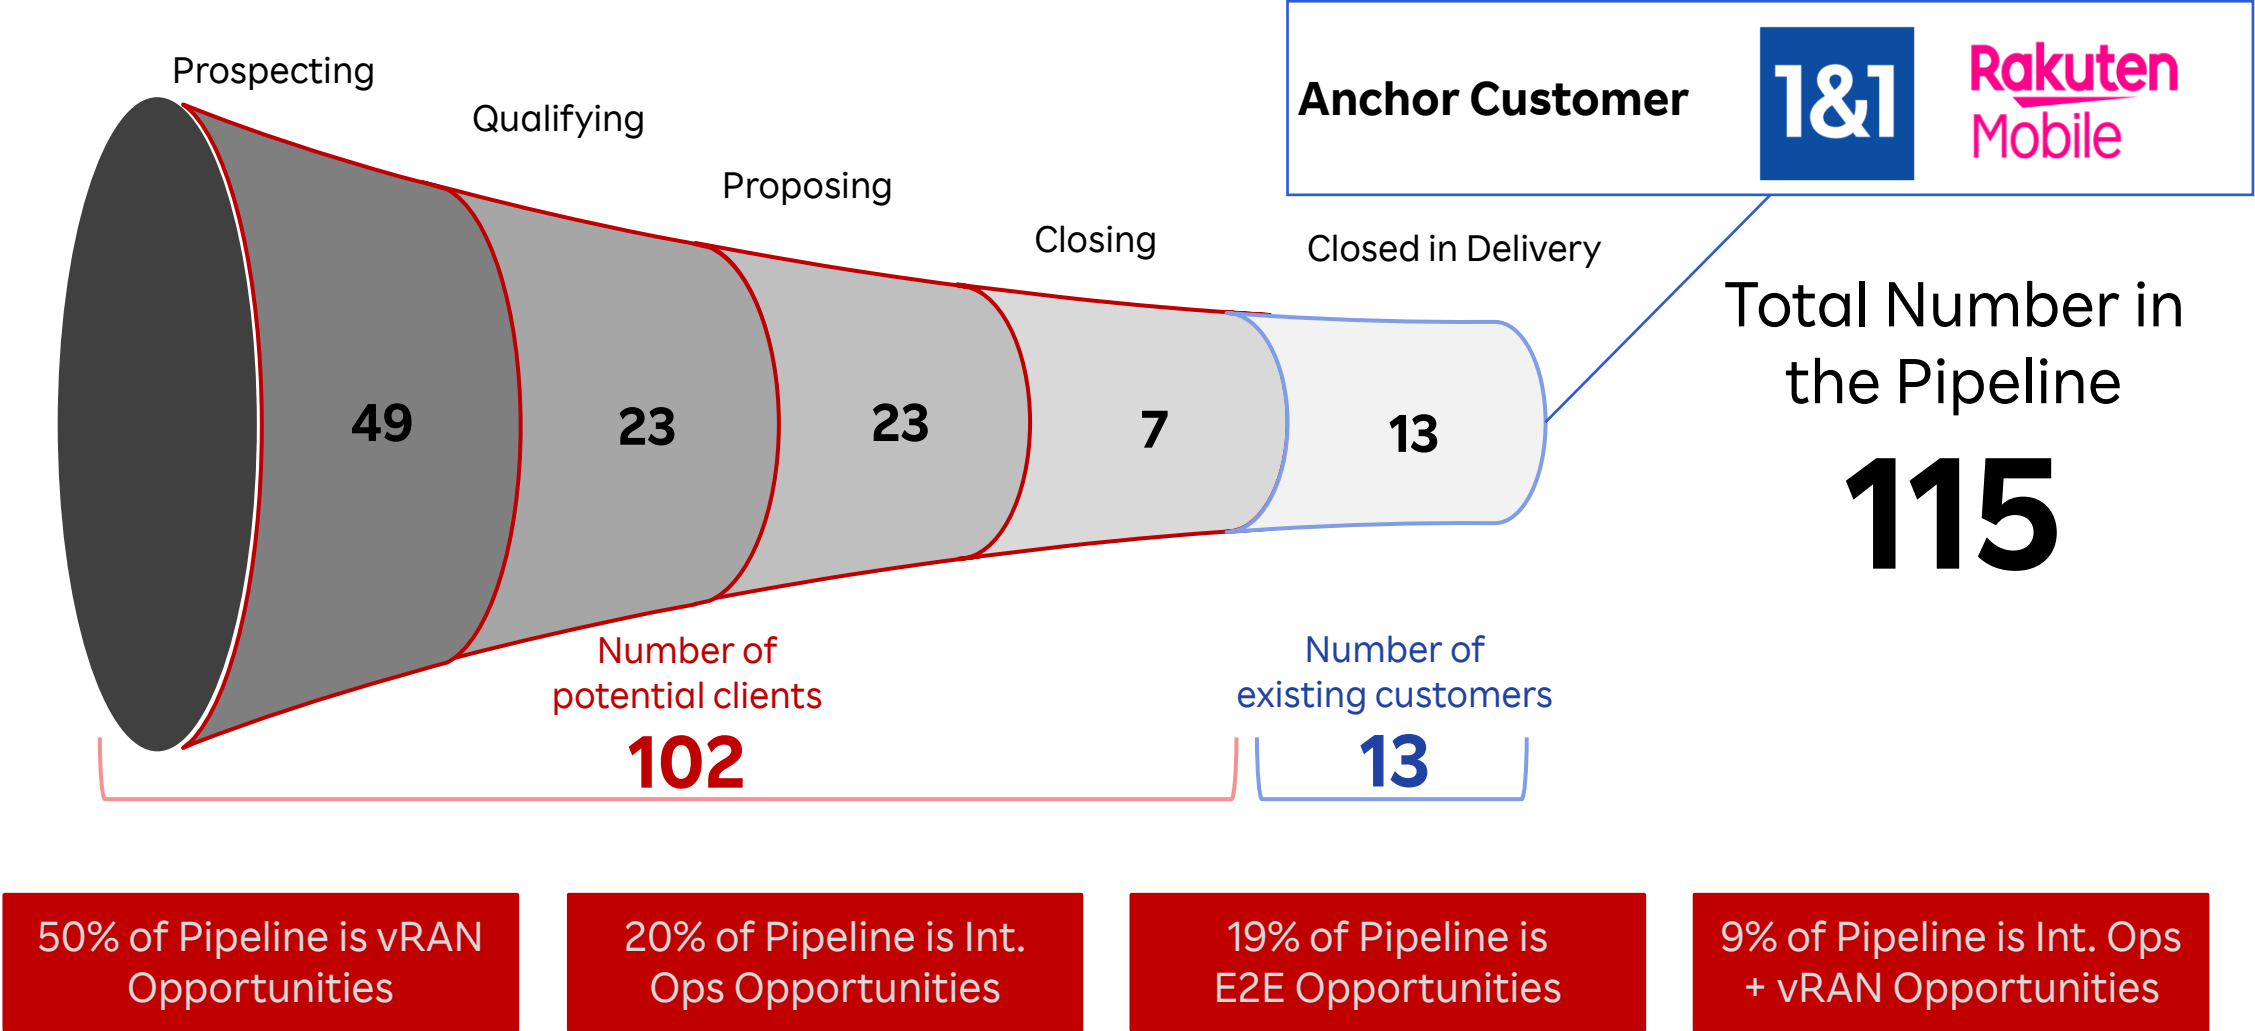 Prospecting
Qualifying
Proposing
Closing
Closed in Delivery
Anchor Customer
1&1
Rakuten
Mobile
Total Number in
the Pipeline
115
49
23
23
7
13
Number of
potential clients
102
Number of
existing customers
13
50% of Pipeline is vRAN
Opportunities
20% of Pipeline is Int.
Ops Opportunities
19% of Pipeline is
E2E Opportunities
9% of Pipeline is Int. Ops
+ vRAN Opportunities